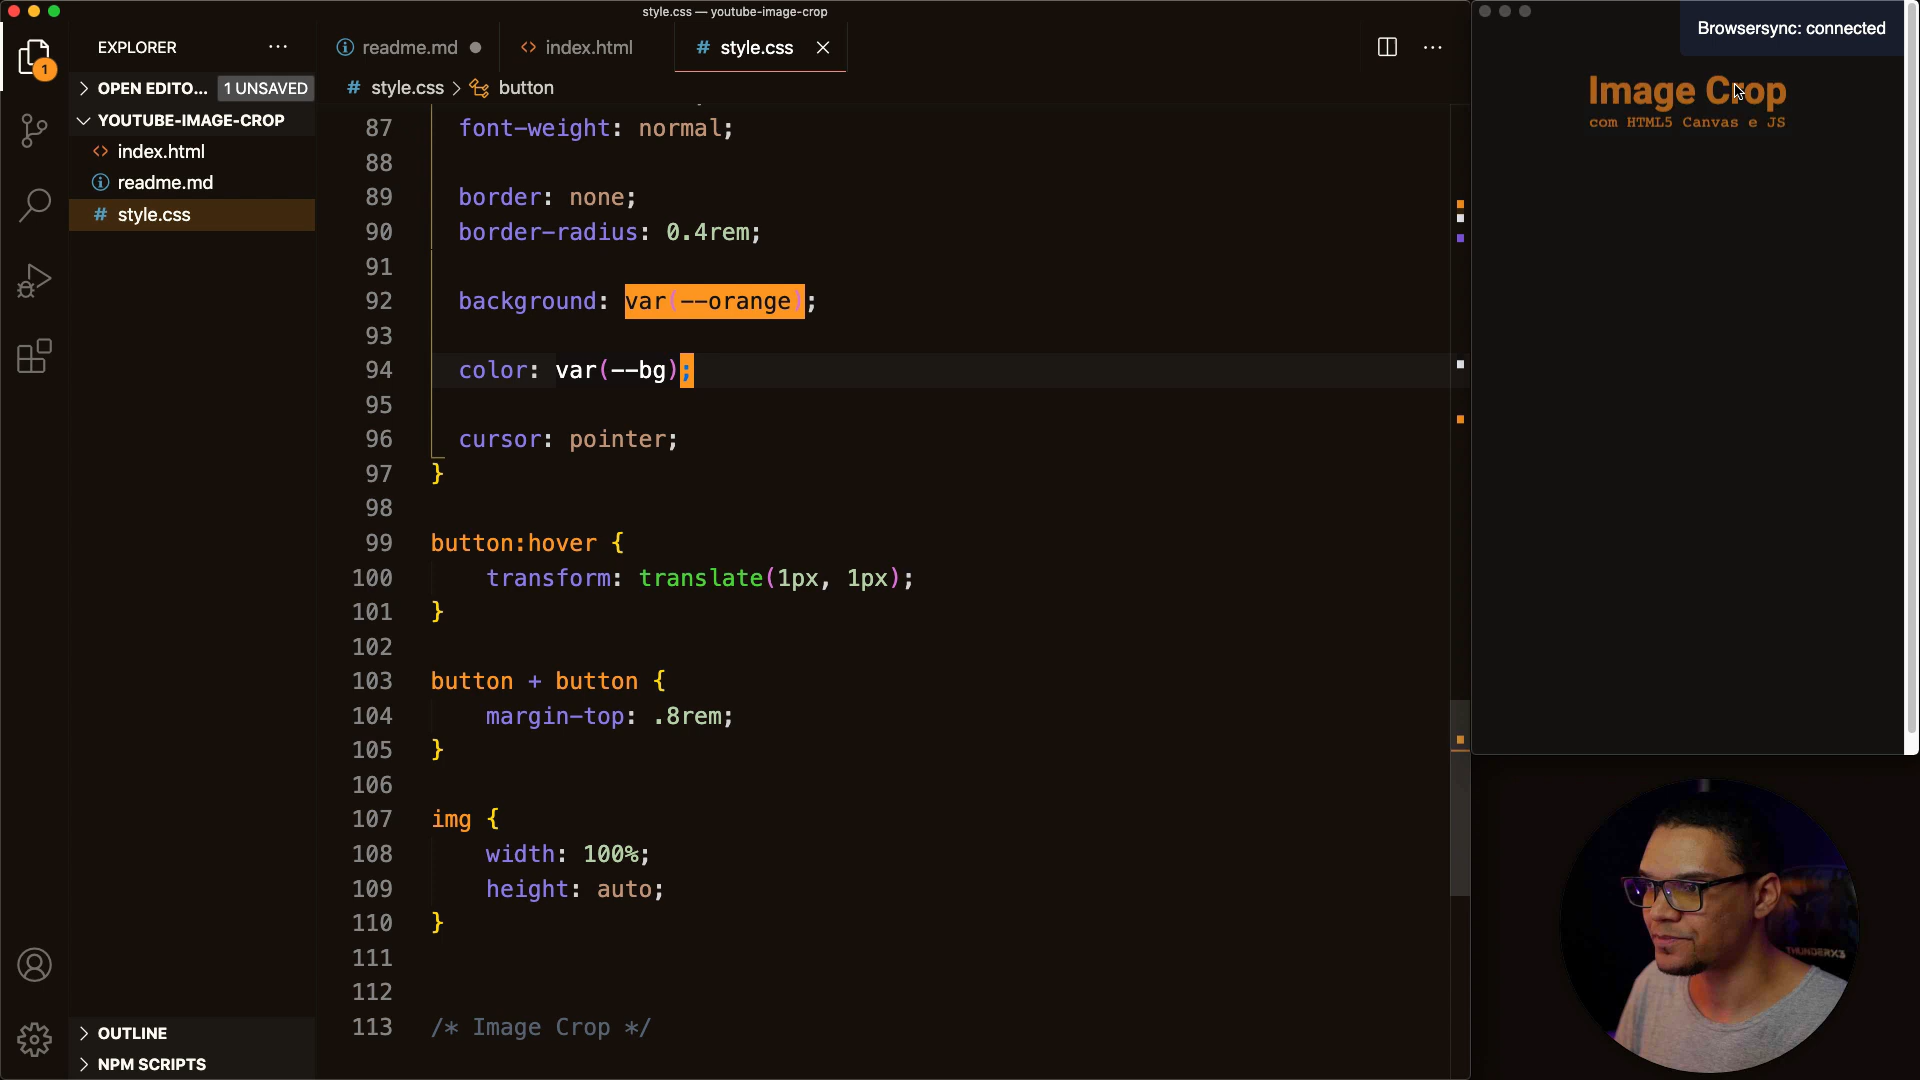 style.css — youtube-image-crop
Browsersync: connected
EXPLORER
readme.md
index.html
style.css
OPEN EDITO...
1 UNSAVED
style.css
button
YOUTUBE-IMAGE-CROP
index.html
readme.md
style.css
1
87 font-weight: normal;
88
89 border: none;
90 border-radius: 0.4rem;
91
92 background: var(--orange);
93
94 color: var(--bg);
95
96 cursor: pointer;
97 }
98
99 button:hover {
100 transform: translate(1px, 1px);
101 }
102
103 button + button {
104 margin-top: .8rem;
105 }
106
107 img {
108 width: 100%;
109 height: auto;
110 }
111
112
113 /* Image Crop */
OUTLINE
NPM SCRIPTS
Image Crop
com HTML5 Canvas e JS
THUNDERX3